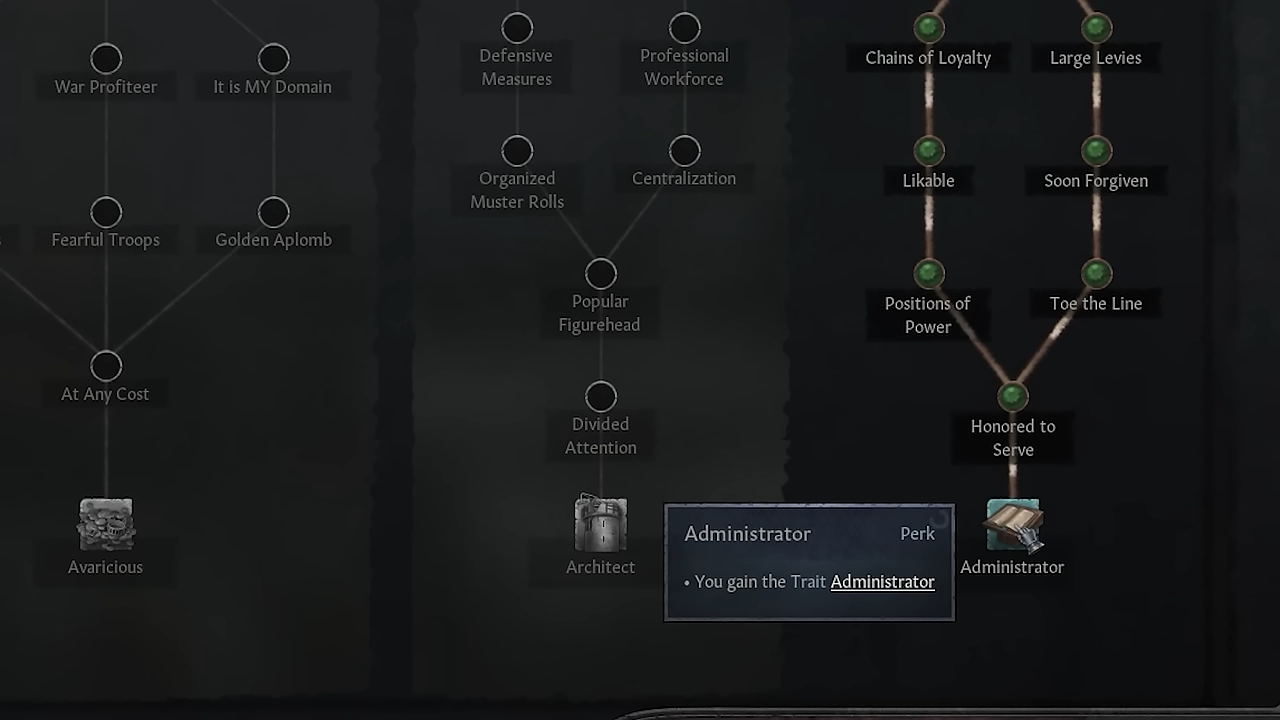 War Profiteer
It is MY Domain
Fearful Troops
Golden Aplomb
At Any Cost
Avaricious
Defensive
Measures
Professional
Workforce
Organized
Muster Rolls
Centralization
Popular
Figurehead
Divided
Attention
Architect
Chains of Loyalty
Large Levies
Likable
Soon Forgiven
Positions of
Power
Toe the Line
Honored to
Serve
Administrator
Administrator Perk
• You gain the Trait Administrator